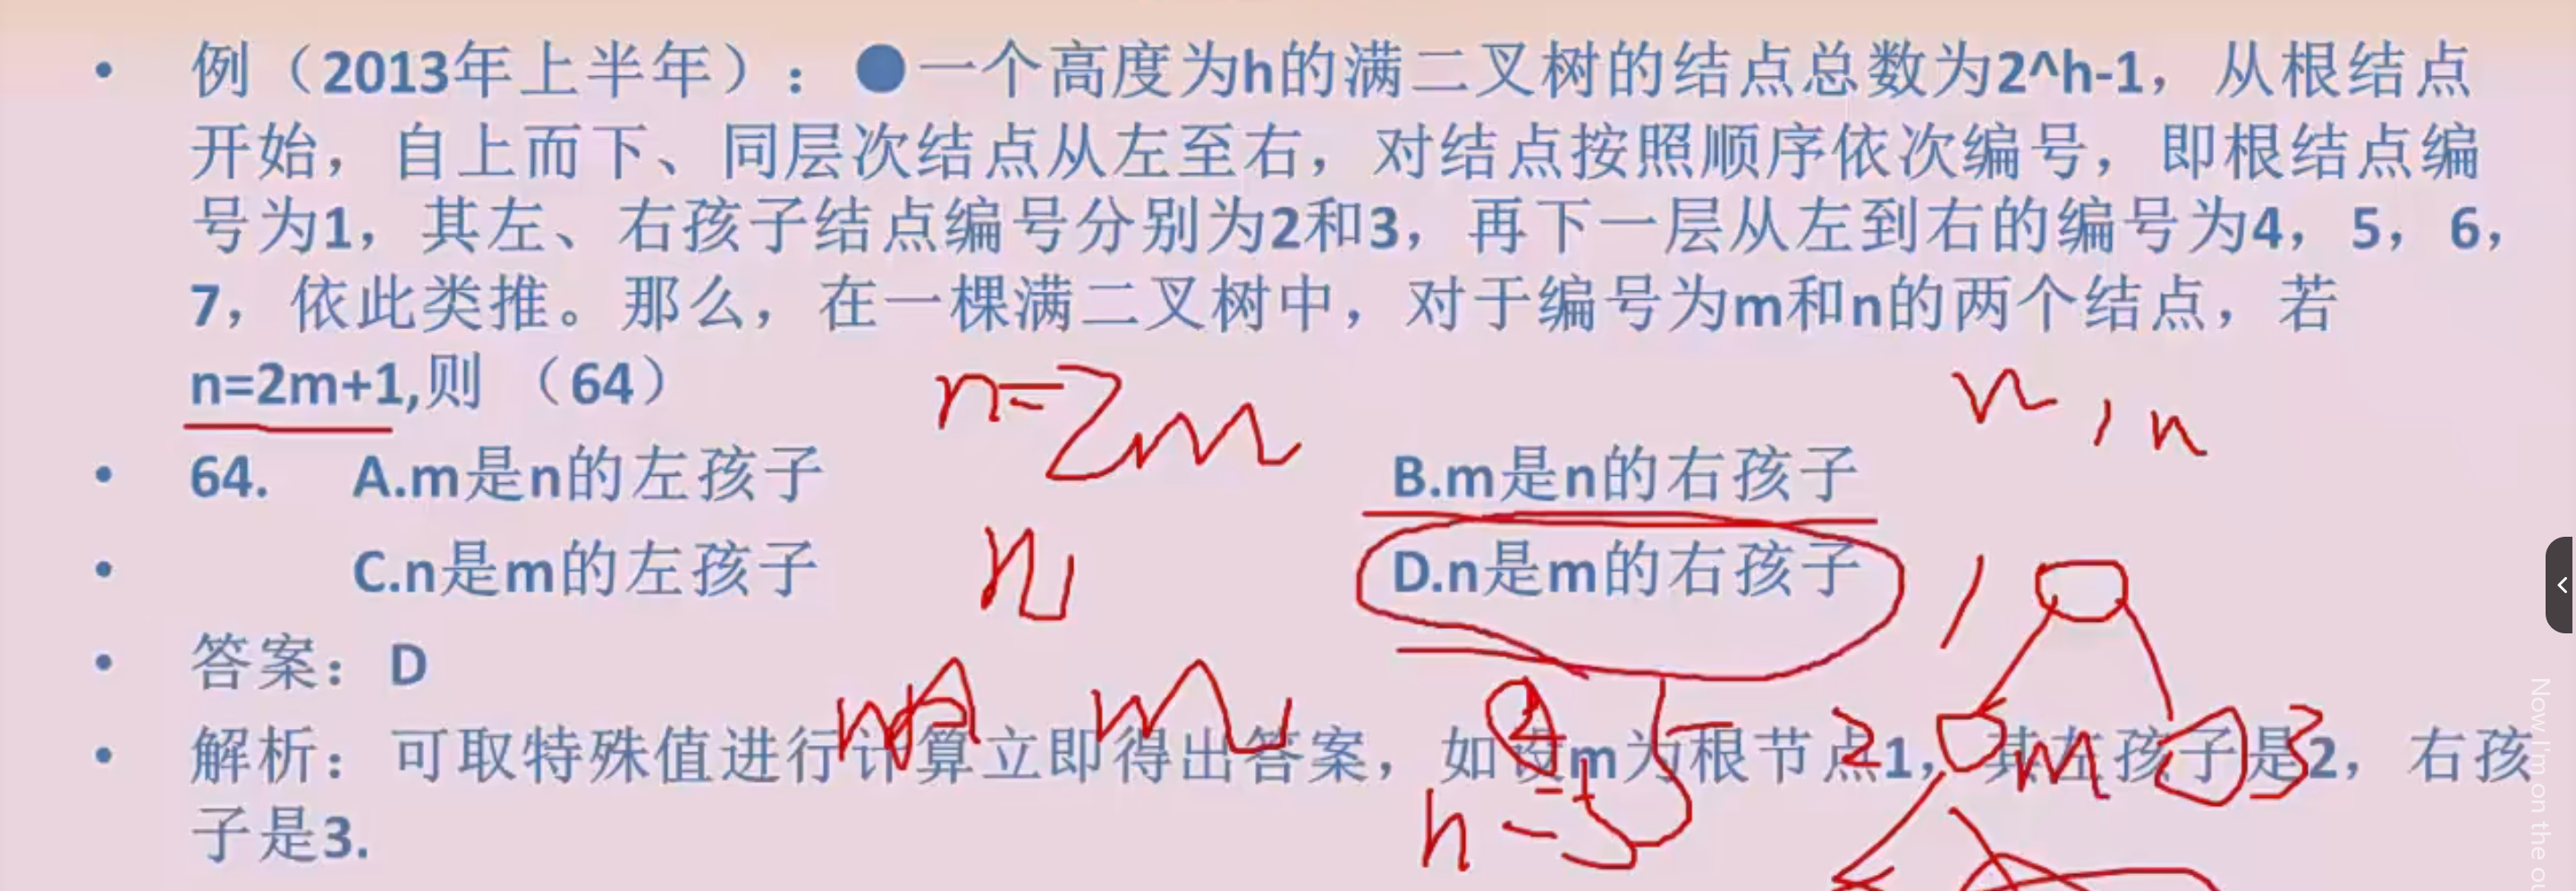 • 例（2013年上半年）：●一个高度为h的满二叉树的结点总数为2^h-1，从根结点
开始，自上而下、同层次结点从左至右，对结点按照顺序依次编号，即根结点编
号为1，其左、右孩子结点编号分别为2和3，再下一层从左到右的编号为4，5，6，
7，依此类推。那么，在一棵满二叉树中，对于编号为m和n的两个结点，若
n=2m+1,则 （64）
n=2m
m, n
• 64. A.m是n的左孩子 B.m是n的右孩子
• C.n是m的左孩子 D.n是m的右孩子
n
1
• 答案：D
m
2
m
3
• 解析：可取特殊值进行计算立即得出答案，如设m为根节点1，其左孩子是2，右孩
子是3.
n=5
Now I'm on the ou